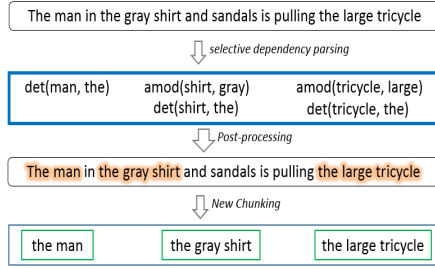 The man in the gray shirt and sandals is pulling the large tricycle
selective dependency parsing
det(man, the) amod(shirt, gray) amod(tricycle, large)
det(shirt, the) det(tricycle, the)
Post-processing
The man in the gray shirt and sandals is pulling the large tricycle
New Chunking
the man the gray shirt the large tricycle